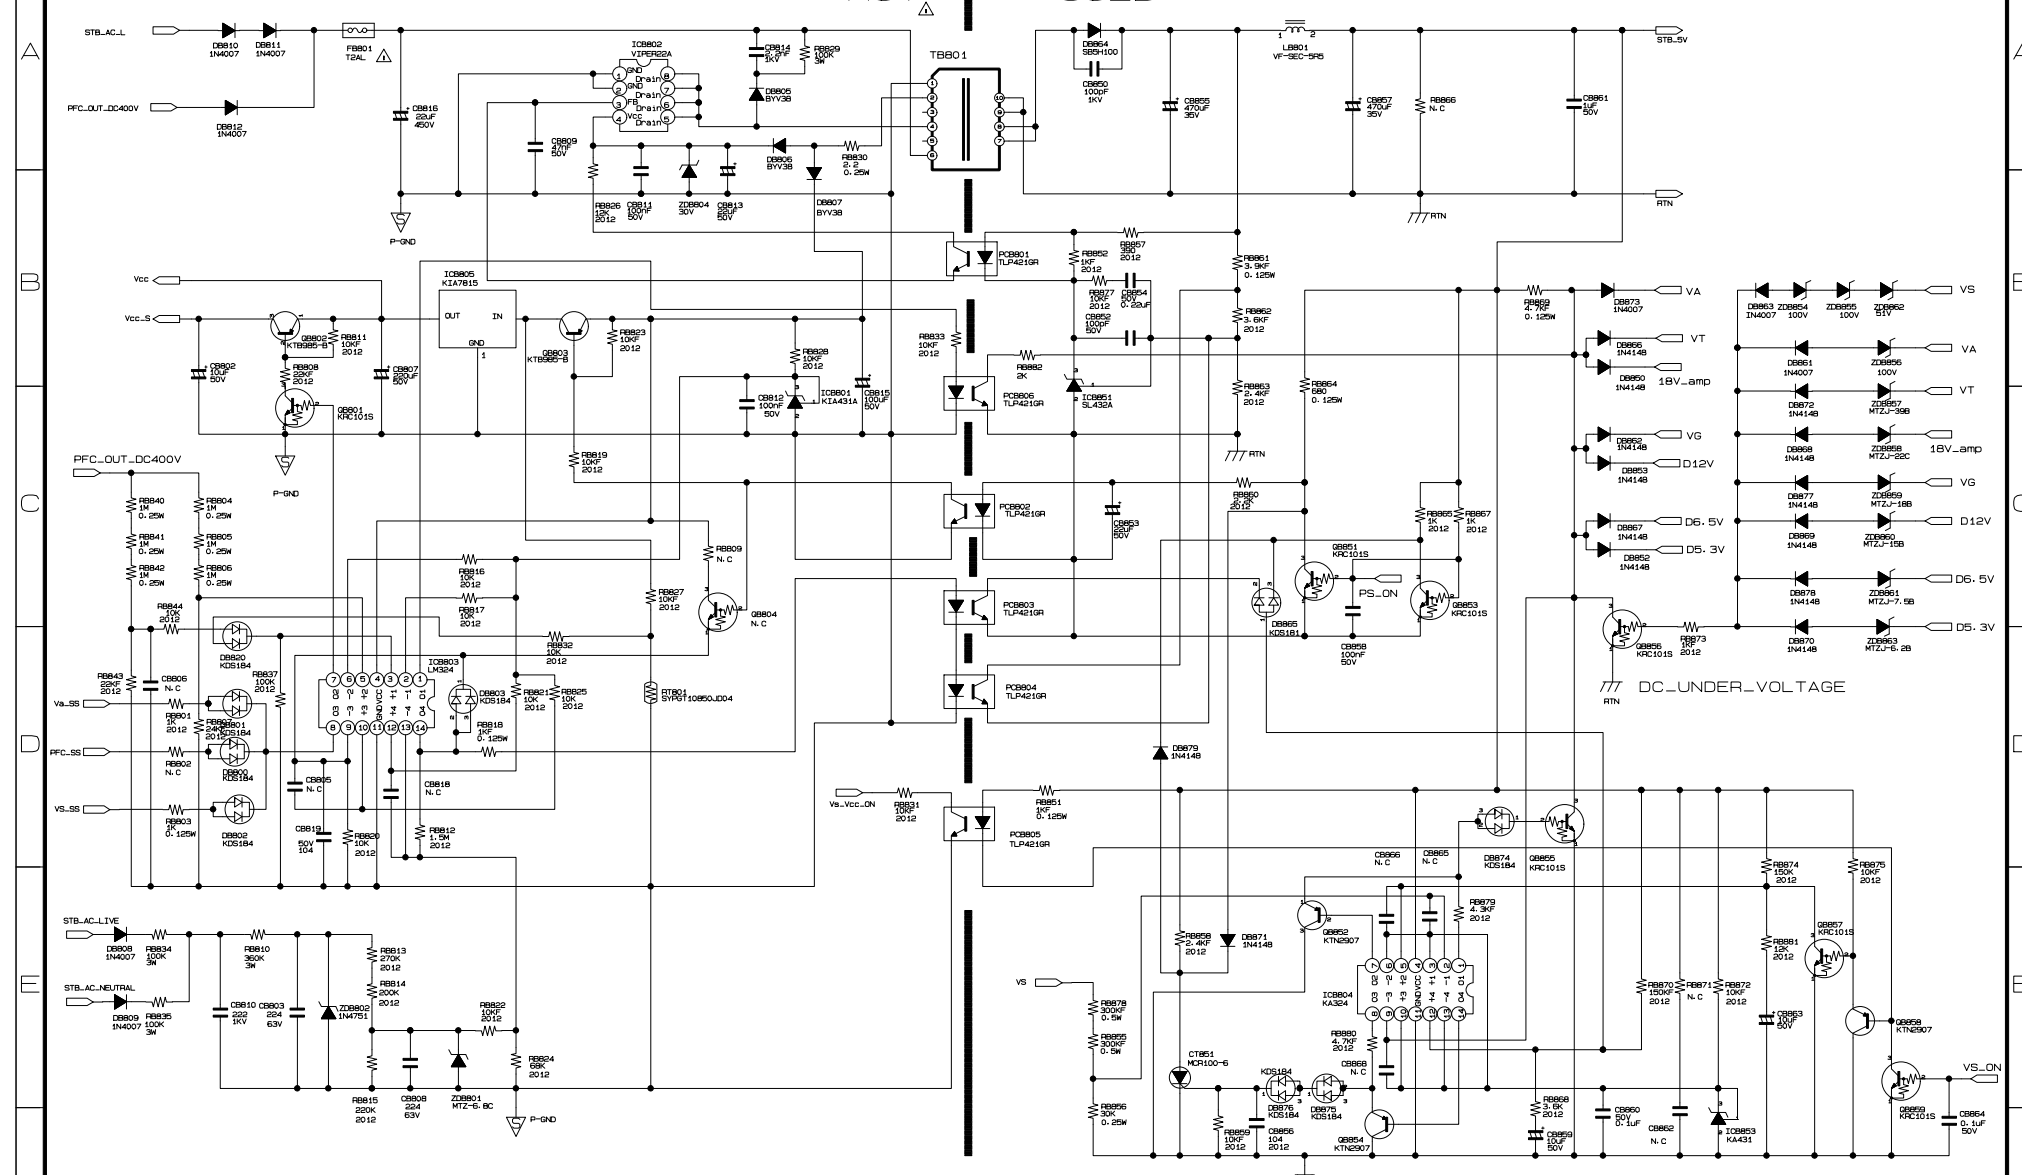 A
STB_AC_L
DB810
1N4007
DB811
1N4007
FB801
T2AL
PFC_OUT_DC400V
DB812
1N4007
CB816
22uF
450V
ICB802
VIPER22A
GND
GND
FB
Vcc
Drain
Drain
Drain
Drain
CB809
47nF
50V
CB814
2.2nF
1KV
RB829
100K
3W
DB805
BYV38
DB806
BYV38
RB830
2.2
0.25W
RB826
12K
2012
CB811
100nF
50V
ZDB804
30V
CB813
22uF
50V
DB807
BYV38
P-GND
TB801
DB864
SB5H100
CB850
100pF
1KV
CB855
470uF
35V
LB801
VF-SEC-5R5
CB857
470uF
35V
RB866
N.C
CB861
1uF
50V
STB_5V
RTN
RTN
B
Vcc
Vcc_S
CB802
10uF
50V
QB802
KTB985-B
RB811
10KF
2012
RB808
22KF
2012
QB801
KRC101S
CB807
220uF
50V
ICB805
KIA7815
OUT
IN
GND
QB803
KTB985-B
RB823
10KF
2012
RB828
10KF
2012
CB812
100nF
50V
ICB801
KIA431A
CB815
100uF
50V
RB833
10KF
2012
PCB801
TLP421GR
PCB806
TLP421GR
RB852
1KF
2012
RB857
390
2012
RB877
10KF
2012
CB854
50V
0.22uF
CB852
100pF
50V
RB882
2K
ICB851
SL432A
RB861
3.9KF
0.125W
RB862
3.6KF
2012
RB863
2.4KF
2012
RB864
680
0.125W
RTN
RB869
4.7KF
0.125W
DB873
1N4007
VA
DB866
1N4148
VT
DB850
1N4148
18V_amp
DB862
1N4148
VG
DB853
1N4148
D12V
DB867
1N4148
D6.5V
DB852
1N4148
D5.3V
DB863
IN4007
ZDB854
100V
ZDB855
100V
ZDB862
51V
VS
DB861
1N4007
ZDB856
100V
VA
DB872
1N4148
ZDB857
MTZJ-39B
VT
DB868
1N4148
ZDB858
MTZJ-22C
18V_amp
DB877
1N4148
ZDB859
MTZJ-18B
VG
DB869
1N4148
ZDB860
MTZJ-15B
D12V
DB878
1N4148
ZDB861
MTZJ-7.5B
D6.5V
DB870
1N4148
ZDB863
MTZJ-6.2B
D5.3V
C
PFC_OUT_DC400V
P-GND
RB840
1M
0.25W
RB804
1M
0.25W
RB841
1M
0.25W
RB805
1M
0.25W
RB842
1M
0.25W
RB806
1M
0.25W
RB844
10K
2012
RB819
10KF
2012
RB816
10K
2012
RB817
10K
2012
RB832
10K
2012
RB827
10KF
2012
RB809
N.C
QB804
N.C
PCB802
TLP421GR
PCB803
TLP421GR
CB853
22uF
50V
RB860
2.2K
2012
RB865
1K
2012
RB867
1K
2012
QB851
KRC101S
PS_ON
QB853
KRC101S
DB865
KDS181
CB858
100nF
50V
QB856
KRC101S
RB873
1KF
2012
RTN
DC_UNDER_VOLTAGE
D
RB843
22KF
2012
CB806
N.C
DB820
KDS184
RB837
100K
2012
Va_SS
RB801
1K
2012
RB807
24KF
2012
DB801
KDS184
PFC_SS
RB802
N.C
DB800
KDS184
VS_SS
RB803
1K
0.125W
DB802
KDS184
ICB803
LM324
DB803
KDS184
RB821
10K
2012
RB825
10K
2012
RB818
1KF
0.125W
CB805
N.C
CB818
N.C
CB819
50V
104
RB820
10K
2012
RB812
1.5M
2012
RT801
SYPGT10850JD04
PCB804
TLP421GR
Vs_Vcc_ON
RB831
10KF
2012
PCB805
TLP421GR
RB851
1KF
0.125W
DB879
1N4148
CB866
N.C
CB865
N.C
DB874
KDS184
QB855
KRC101S
E
STB_AC_LIVE
DB808
1N4007
RB834
100K
3W
RB810
360K
3W
STB_AC_NEUTRAL
DB809
1N4007
RB835
100K
3W
CB810
222
1KV
CB803
224
63V
ZDB802
1N4751
RB813
270K
2012
RB814
200K
2012
RB815
220K
2012
CB808
224
63V
ZDB801
MTZ-6.8C
RB822
10KF
2012
RB824
68K
2012
P-GND
VS
RB878
300KF
0.5W
RB855
300KF
0.5W
RB856
30K
0.25W
RB858
2.4KF
2012
DB871
1N4148
CT851
MCR100-6
RB859
10KF
2012
CB856
104
2012
KDS184
DB876
KDS184
DB875
KDS184
QB852
KTN2907
RB879
4.3KF
2012
ICB804
KA324
RB880
4.7KF
2012
CB868
N.C
QB854
KTN2907
RB868
3.6K
2012
CB859
10uF
50V
CB860
50V
0.1uF
RB870
150KF
2012
RB871
N.C
RB872
10KF
2012
CB862
N.C
ICB853
KA431
RB874
150K
2012
RB881
12K
2012
CB863
10uF
50V
RB875
10KF
2012
QB857
KRC101S
QB858
KTN2907
QB859
KRC101S
VS_ON
CB864
0.1uF
50V